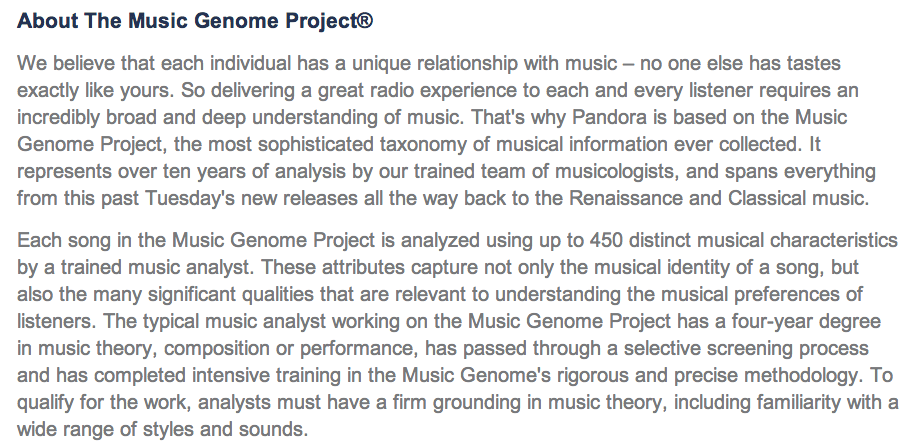 About The Music Genome Project®
We believe that each individual has a unique relationship with music – no one else has tastes
exactly like yours. So delivering a great radio experience to each and every listener requires an
incredibly broad and deep understanding of music. That's why Pandora is based on the Music
Genome Project, the most sophisticated taxonomy of musical information ever collected. It
represents over ten years of analysis by our trained team of musicologists, and spans everything
from this past Tuesday's new releases all the way back to the Renaissance and Classical music.
Each song in the Music Genome Project is analyzed using up to 450 distinct musical characteristics
by a trained music analyst. These attributes capture not only the musical identity of a song, but
also the many significant qualities that are relevant to understanding the musical preferences of
listeners. The typical music analyst working on the Music Genome Project has a four-year degree
in music theory, composition or performance, has passed through a selective screening process
and has completed intensive training in the Music Genome's rigorous and precise methodology. To
qualify for the work, analysts must have a firm grounding in music theory, including familiarity with a
wide range of styles and sounds.